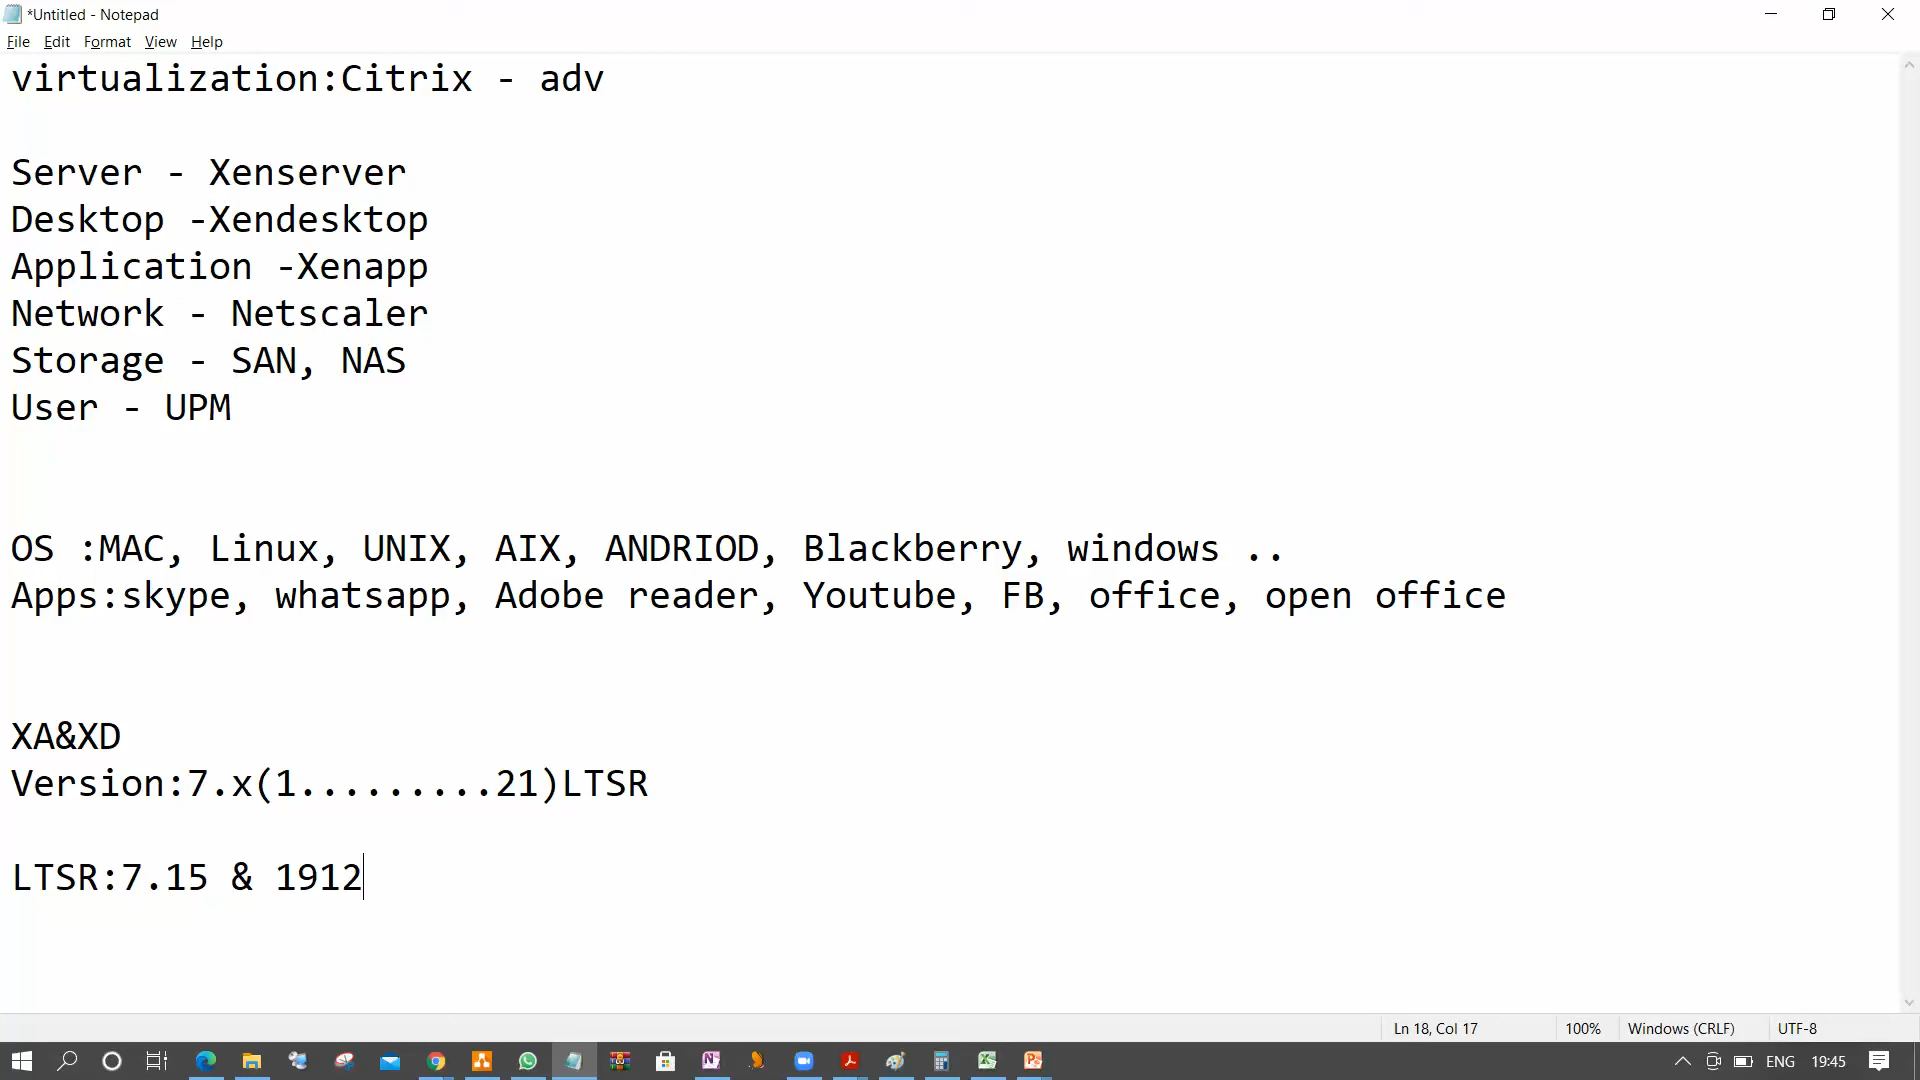 *Untitled - Notepad
File Edit Format View Help
virtualization:Citrix - adv
Server - Xenserver
Desktop -Xendesktop
Application -Xenapp
Network - Netscaler
Storage - SAN, NAS
User - UPM
OS :MAC, Linux, UNIX, AIX, ANDRIOD, Blackberry, windows ..
Apps:skype, whatsapp, Adobe reader, Youtube, FB, office, open office
XA&XD
Version:7.x(1.........21)LTSR
LTSR:7.15 & 1912
Ln 18, Col 17 100% Windows (CRLF) UTF-8
ENG 19:45